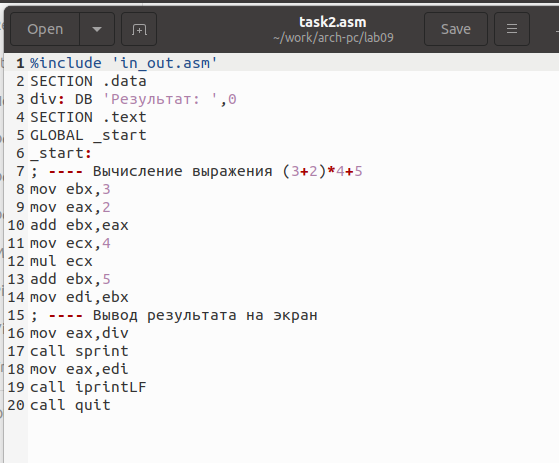 Open
task2.asm
~/work/arch-pc/lab09
Save
1 %include 'in_out.asm'
2 SECTION .data
3 div: DB 'Результат: ',0
4 SECTION .text
5 GLOBAL _start
6 _start:
7 ; ---- Вычисление выражения (3+2)*4+5
8 mov ebx,3
9 mov eax,2
10 add ebx,eax
11 mov ecx,4
12 mul ecx
13 add ebx,5
14 mov edi,ebx
15 ; ---- Вывод результата на экран
16 mov eax,div
17 call sprint
18 mov eax,edi
19 call iprintLF
20 call quit